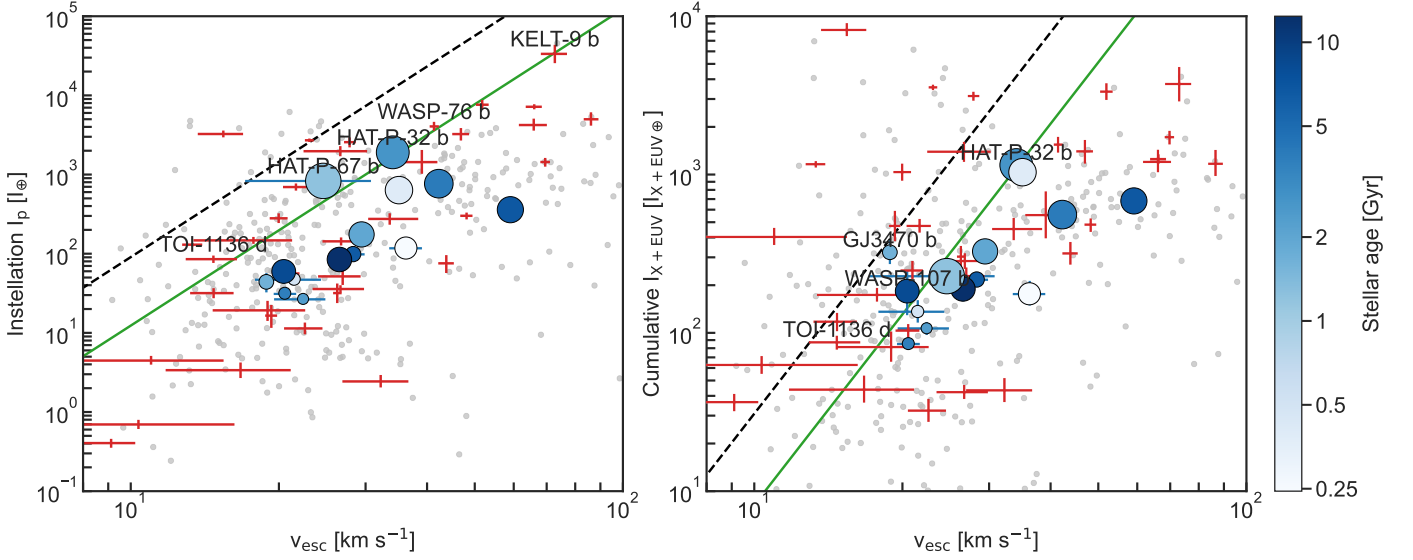 10^5
10^4
10^3
10^2
10^1
10^0
10^−1
Instellation I_p [I_⊕]
KELT-9 b
WASP-76 b
HAT-P-32 b
HAT-P-67 b
TOI-1136 d
10^1
10^2
v_esc [km s^−1]
10^4
10^3
10^2
10^1
Cumulative I_X + EUV [I_X + EUV ⊕]
HAT-P-32 b
GJ3470 b
WASP-107 b
TOI-1136 d
10^1
10^2
v_esc [km s^−1]
10
5
2
1
0.5
0.25
Stellar age [Gyr]